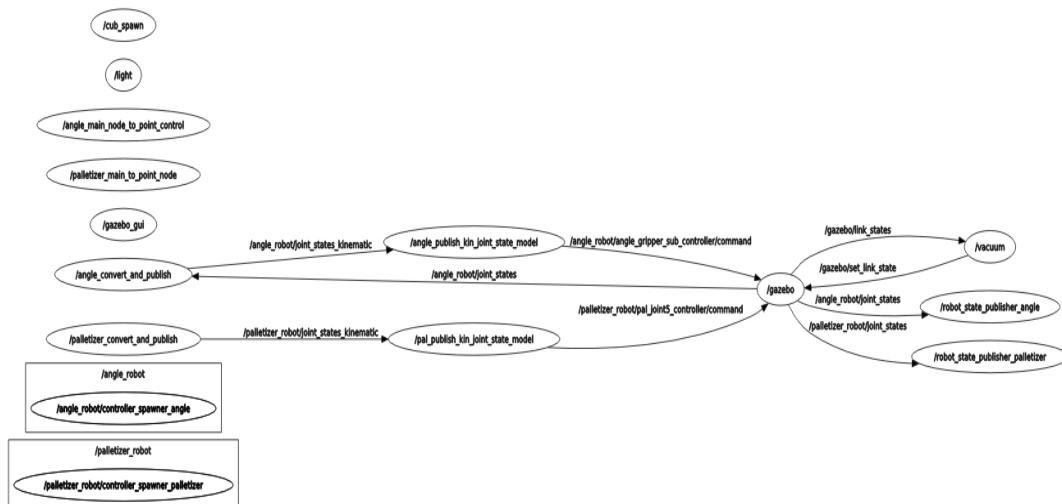 /cub_spawn
/light
/angle_main_node_to_point_control
/palletizer_main_to_point_node
/gazebo_gui
/angle_convert_and_publish
/angle_robot/joint_states_kinematic
/angle_publish_kin_joint_state_model
/angle_robot/angle_gripper_sub_controller/command
/angle_robot/joint_states
/gazebo
/gazebo/link_states
/vacuum
/gazebo/set_link_state
/angle_robot/joint_states
/robot_state_publisher_angle
/palletizer_robot/joint_states
/robot_state_publisher_palletizer
/palletizer_convert_and_publish
/palletizer_robot/joint_states_kinematic
/pal_publish_kin_joint_state_model
/palletizer_robot/pal_joint5_controller/command
/angle_robot
/angle_robot/controller_spawner_angle
/palletizer_robot
/palletizer_robot/controller_spawner_palletizer